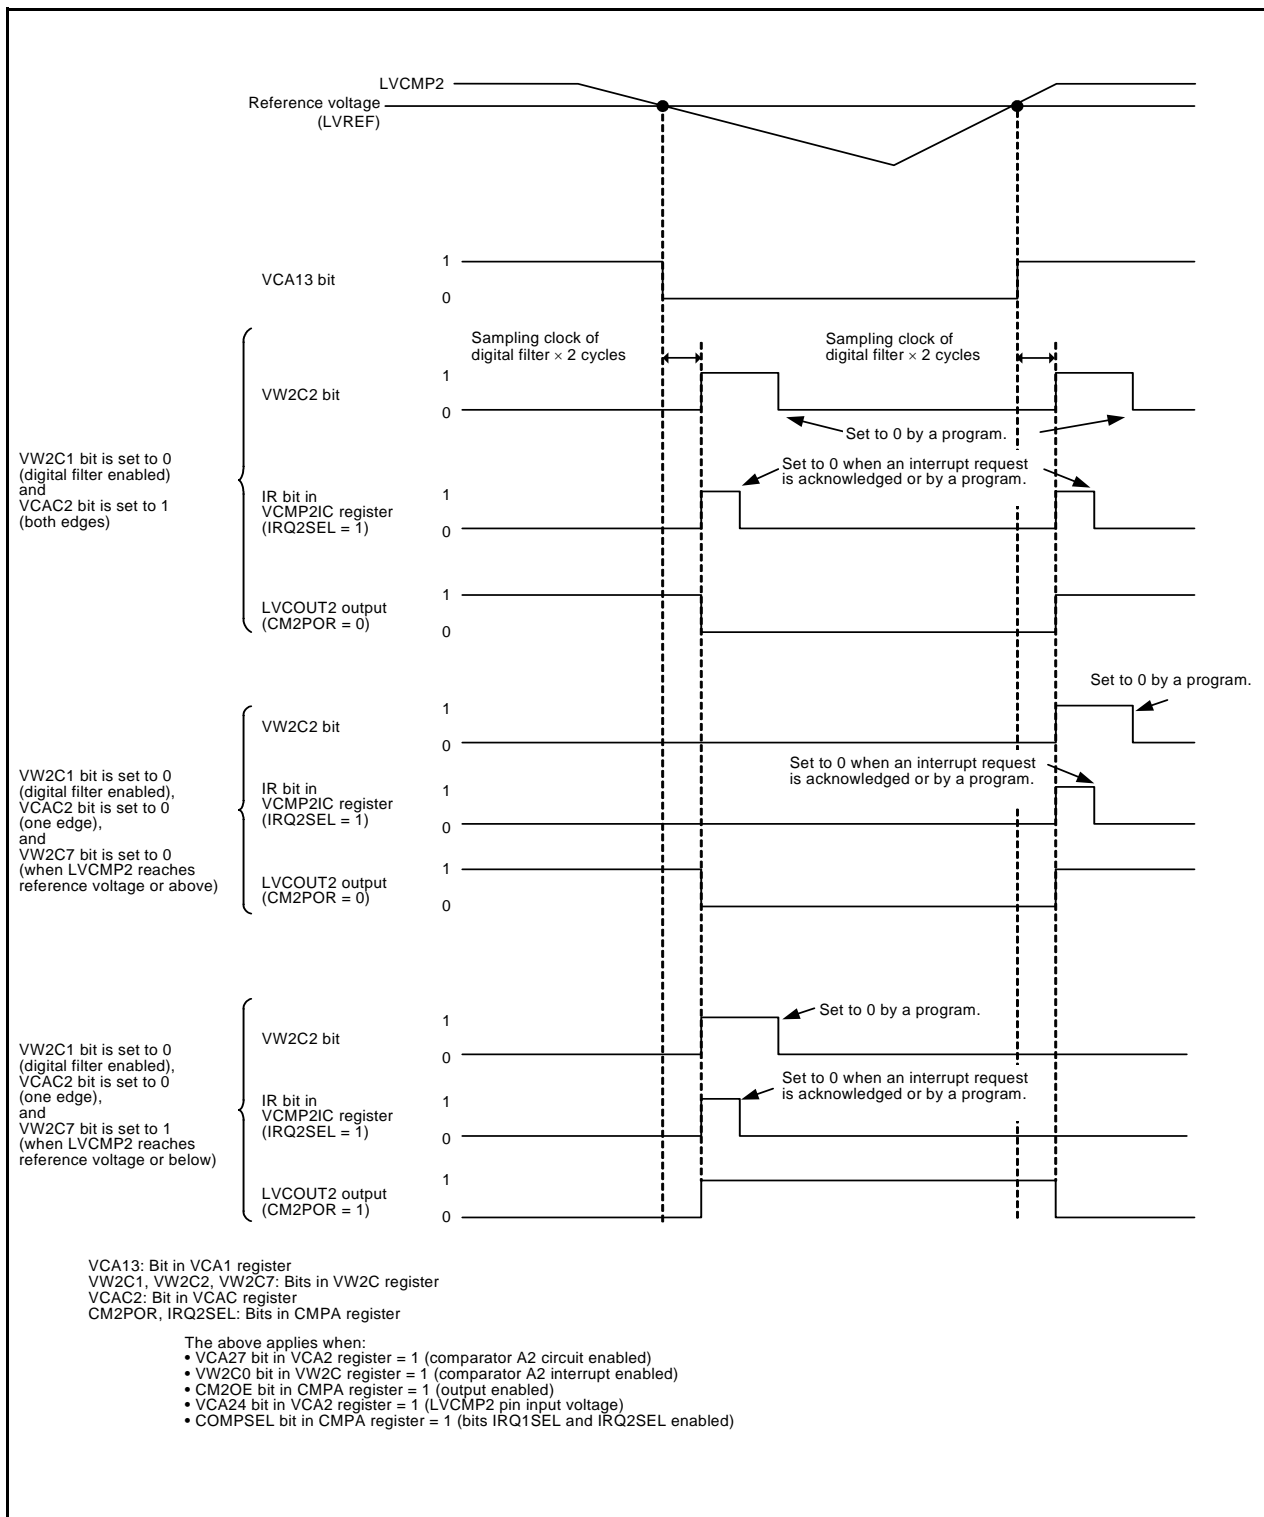 LVCMP2
Reference voltage
(LVREF)
VCA13 bit
1
0
Sampling clock of
digital filter × 2 cycles
Sampling clock of
digital filter × 2 cycles
VW2C1 bit is set to 0
(digital filter enabled)
and
VCAC2 bit is set to 1
(both edges)
VW2C2 bit
1
0
Set to 0 by a program.
Set to 0 when an interrupt request
is acknowledged or by a program.
IR bit in
VCMP2IC register
(IRQ2SEL = 1)
1
0
LVCOUT2 output
(CM2POR = 0)
1
0
VW2C1 bit is set to 0
(digital filter enabled),
VCAC2 bit is set to 0
(one edge),
and
VW2C7 bit is set to 0
(when LVCMP2 reaches
reference voltage or above)
VW2C2 bit
1
0
Set to 0 by a program.
Set to 0 when an interrupt request
is acknowledged or by a program.
IR bit in
VCMP2IC register
(IRQ2SEL = 1)
1
0
LVCOUT2 output
(CM2POR = 0)
1
0
VW2C1 bit is set to 0
(digital filter enabled),
VCAC2 bit is set to 0
(one edge),
and
VW2C7 bit is set to 1
(when LVCMP2 reaches
reference voltage or below)
VW2C2 bit
1
0
Set to 0 by a program.
Set to 0 when an interrupt request
is acknowledged or by a program.
IR bit in
VCMP2IC register
(IRQ2SEL = 1)
1
0
LVCOUT2 output
(CM2POR = 1)
1
0
VCA13: Bit in VCA1 register
VW2C1, VW2C2, VW2C7: Bits in VW2C register
VCAC2: Bit in VCAC register
CM2POR, IRQ2SEL: Bits in CMPA register
The above applies when:
• VCA27 bit in VCA2 register = 1 (comparator A2 circuit enabled)
• VW2C0 bit in VW2C register = 1 (comparator A2 interrupt enabled)
• CM2OE bit in CMPA register = 1 (output enabled)
• VCA24 bit in VCA2 register = 1 (LVCMP2 pin input voltage)
• COMPSEL bit in CMPA register = 1 (bits IRQ1SEL and IRQ2SEL enabled)